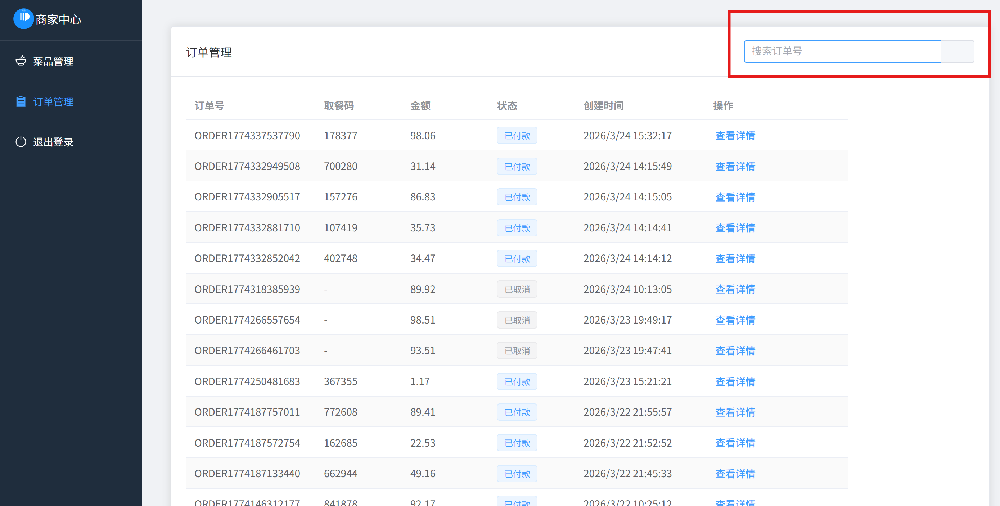 商家中心
菜品管理
订单管理
退出登录
订单管理
搜索订单号
订单号 取餐码 金额 状态 创建时间 操作
ORDER1774337537790 178377 98.06 已付款 2026/3/24 15:32:17 查看详情
ORDER1774332949508 700280 31.14 已付款 2026/3/24 14:15:49 查看详情
ORDER1774332905517 157276 86.83 已付款 2026/3/24 14:15:05 查看详情
ORDER1774332881710 107419 35.73 已付款 2026/3/24 14:14:41 查看详情
ORDER1774332852042 402748 34.47 已付款 2026/3/24 14:14:12 查看详情
ORDER1774318385939 - 89.92 已取消 2026/3/24 10:13:05 查看详情
ORDER1774266557654 - 98.51 已取消 2026/3/23 19:49:17 查看详情
ORDER1774266461703 - 93.51 已取消 2026/3/23 19:47:41 查看详情
ORDER1774250481683 367355 1.17 已付款 2026/3/23 15:21:21 查看详情
ORDER1774187757011 772608 89.41 已付款 2026/3/22 21:55:57 查看详情
ORDER1774187572754 162685 22.53 已付款 2026/3/22 21:52:52 查看详情
ORDER1774187133440 662944 49.16 已付款 2026/3/22 21:45:33 查看详情
ORDER1774146312177 841878 92.17 已付款 2026/3/22 10:25:12 查看详情